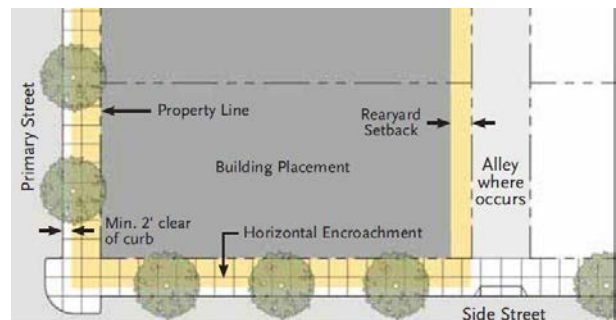 Primary Street
Property Line
Rearyard
Setback
Building Placement
Alley
where
occurs
Min. 2' clear
of curb
Horizontal Encroachment
Side Street